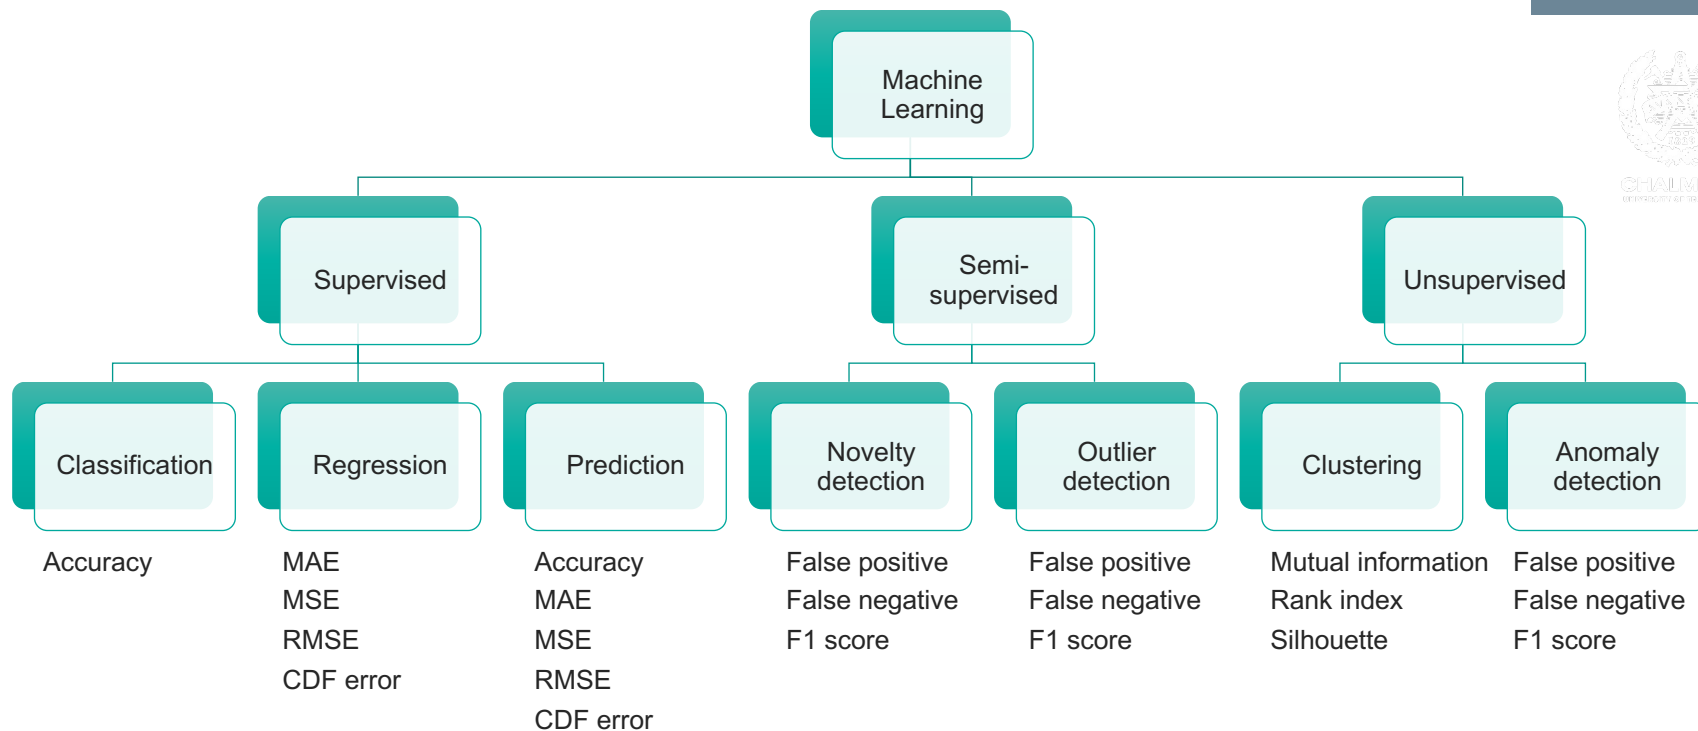 Machine
Learning
Supervised
Semi-
supervised
Unsupervised
Classification
Regression
Prediction
Novelty
detection
Outlier
detection
Clustering
Anomaly
detection
Accuracy
MAE
MSE
RMSE
CDF error
Accuracy
MAE
MSE
RMSE
CDF error
False positive
False negative
F1 score
False positive
False negative
F1 score
Mutual information
Rank index
Silhouette
False positive
False negative
F1 score